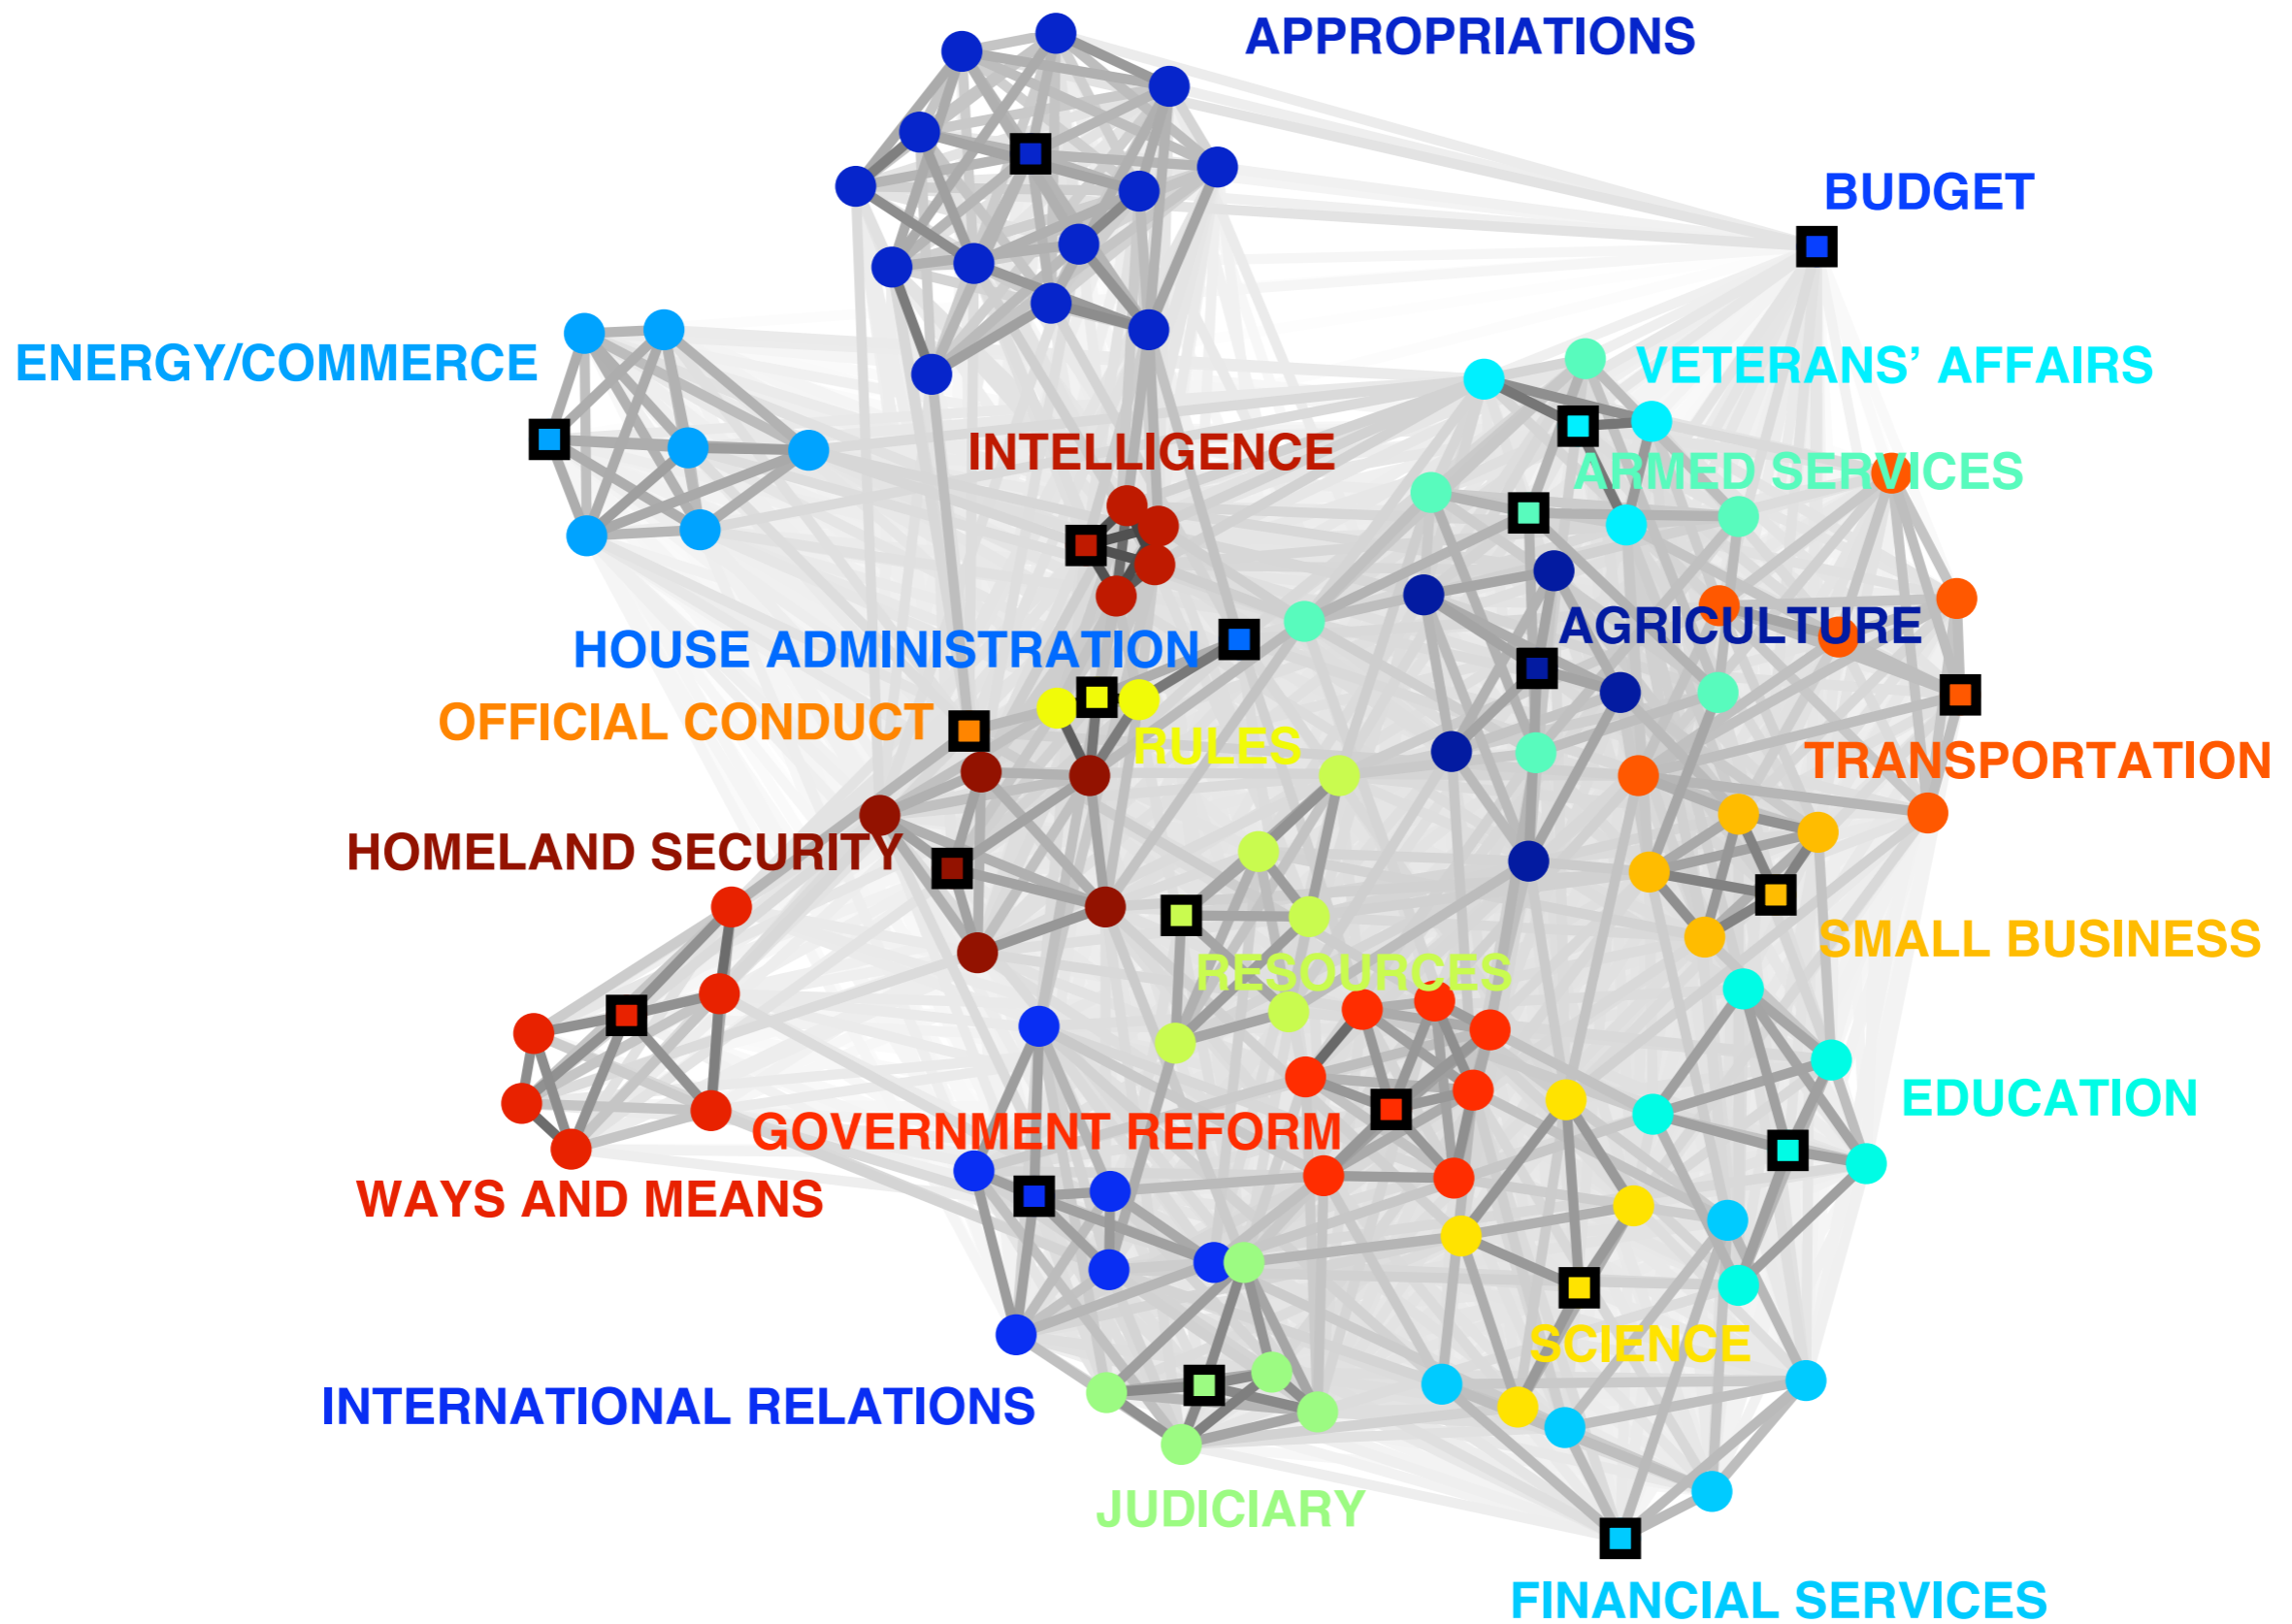 APPROPRIATIONS
BUDGET
ENERGY/COMMERCE
VETERANS’ AFFAIRS
INTELLIGENCE
ARMED SERVICES
AGRICULTURE
HOUSE ADMINISTRATION
OFFICIAL CONDUCT
RULES
TRANSPORTATION
HOMELAND SECURITY
SMALL BUSINESS
RESOURCES
EDUCATION
GOVERNMENT REFORM
WAYS AND MEANS
SCIENCE
INTERNATIONAL RELATIONS
JUDICIARY
FINANCIAL SERVICES